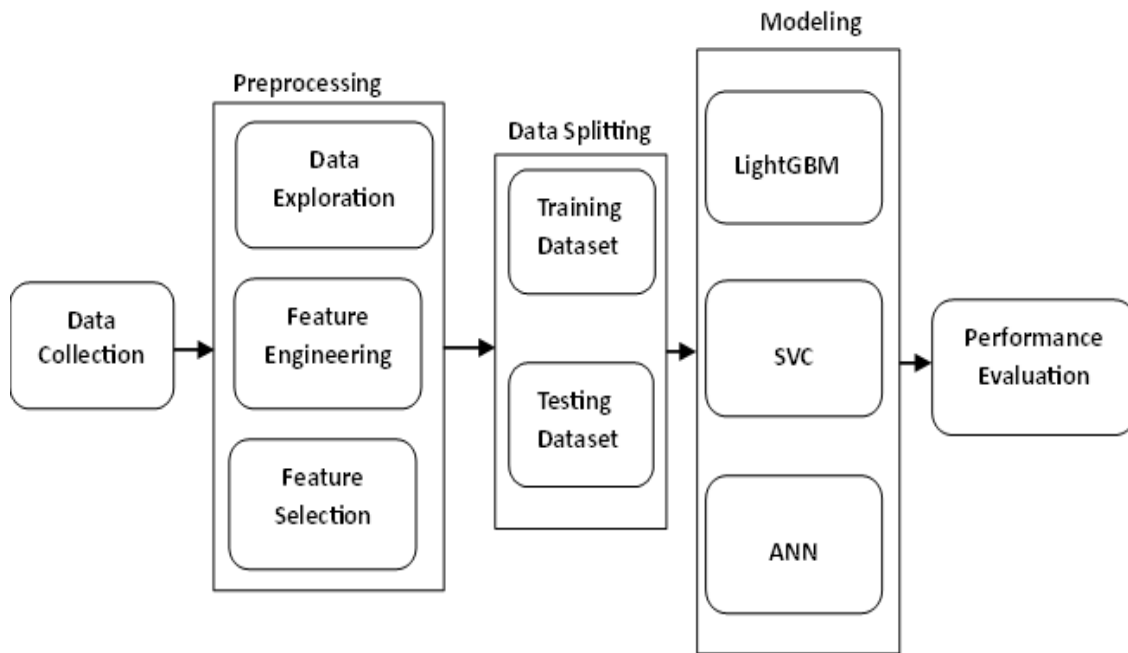 Data
Collection
Preprocessing
Data
Exploration
Feature
Engineering
Feature
Selection
Data Splitting
Training
Dataset
Testing
Dataset
Modeling
LightGBM
SVC
ANN
Performance
Evaluation